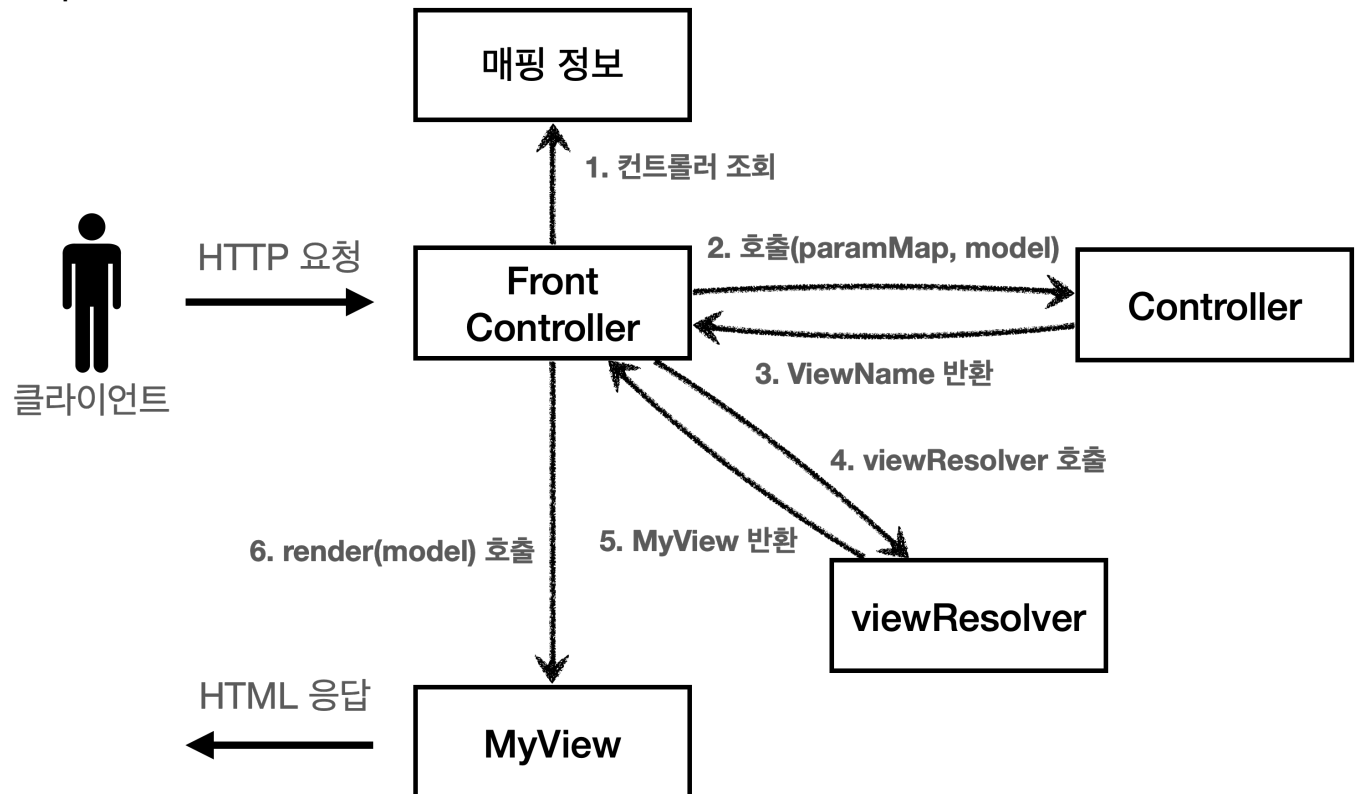 매핑 정보
1. 컨트롤러 조회
HTTP 요청
Front
Controller
2. 호출(paramMap, model)
Controller
3. ViewName 반환
클라이언트
4. viewResolver 호출
5. MyView 반환
6. render(model) 호출
viewResolver
HTML 응답
MyView